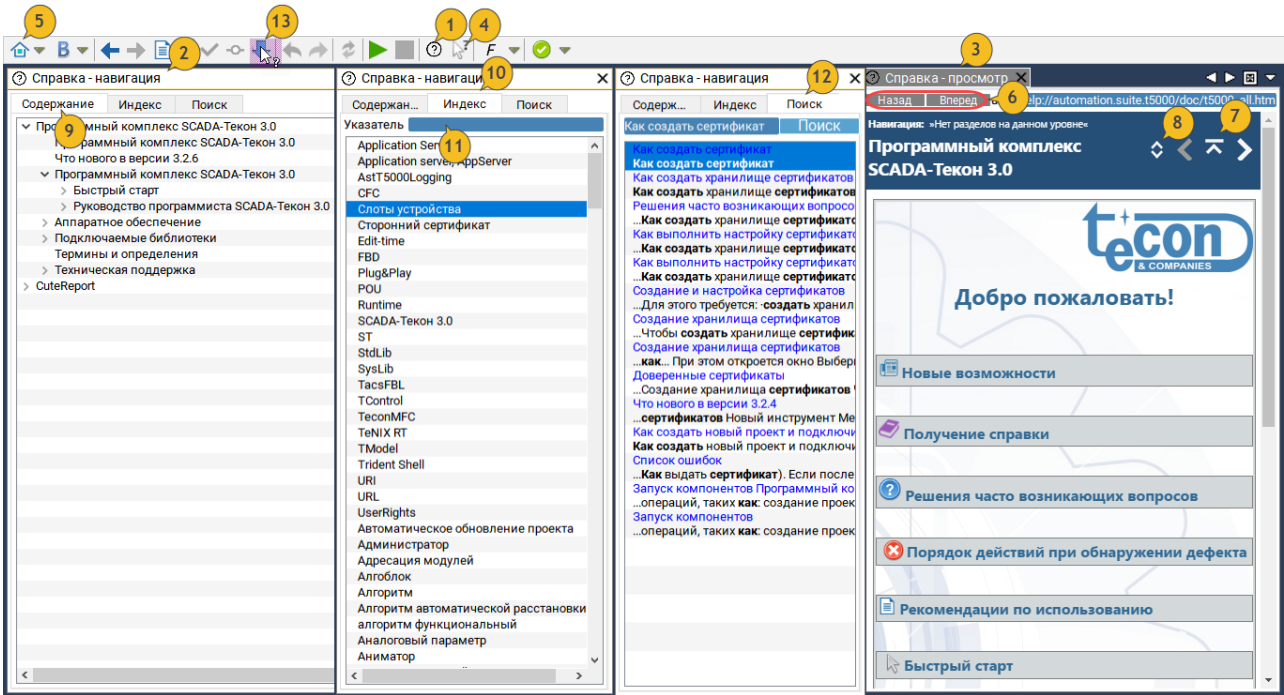 5
13
1
4
B
2
F
3
Справка - навигация
Содержание Индекс Поиск
9
Программный комплекс SCADA-Текон 3.0
Программный комплекс SCADA-Текон 3.0
Что нового в версии 3.2.6
Программный комплекс SCADA-Текон 3.0
Быстрый старт
Руководство программиста SCADA-Текон 3.0
Аппаратное обеспечение
Подключаемые библиотеки
Термины и определения
Техническая поддержка
CuteReport
Справка - навигаци
10
Содержан... Индекс Поиск
Указатель
11
Application Ser
Application server, AppServer
AstT5000Logging
CFC
Слоты устройства
Сторонний сертификат
Edit-time
FBD
Plug&Play
POU
Runtime
SCADA-Текон 3.0
ST
StdLib
SysLib
TacsFBL
TControl
TeconMFC
TeNIX RT
TModel
Trident Shell
URI
URL
UserRights
Автоматическое обновление проекта
Администратор
Адресация модулей
Алгоблок
Алгоритм
Алгоритм автоматической расстановки
алгоритм функциональный
Аналоговый параметр
Аниматор
Справка - навигация
12
Содерж... Индекс Поиск
Как создать сертификат Поиск
Как создать сертификат
Как создать сертификат
Как создать хранилище сертификатов
Как создать хранилище сертификатов
Решения часто возникающих вопросо
...Как создать хранилище сертификато
Как выполнить настройку сертификато
...Как создать хранилище сертификато
Как выполнить настройку сертификато
...Как создать хранилище сертификато
Создание и настройка сертификатов
...Для этого требуется: ·создать хранил
Создание хранилища сертификатов
...Чтобы создать хранилище сертифик
Создание хранилища сертификатов
...как... При этом откроется окно Выбер
Доверенные сертификаты
...Создание хранилища сертификатов
Что нового в версии 3.2.4
...сертификатов Новый инструмент Ме
Как создать новый проект и подключи
Как создать новый проект и подключи
Список ошибок
...Как выдать сертификат). Если после
Запуск компонентов Программный ко
...операций, таких как: создание проек
Запуск компонентов
...операций, таких как: создание проек
Справка - просмотр
Назад Вперед
6
elp://automation.suite.t5000/doc/t5000_all.htm
8
7
Навигация: »Нет разделов на данном уровне«
Программный комплекс
SCADA-Текон 3.0
tecon
& COMPANIES
Добро пожаловать!
Новые возможности
Получение справки
Решения часто возникающих вопросов
Порядок действий при обнаружении дефекта
Рекомендации по использованию
Быстрый старт